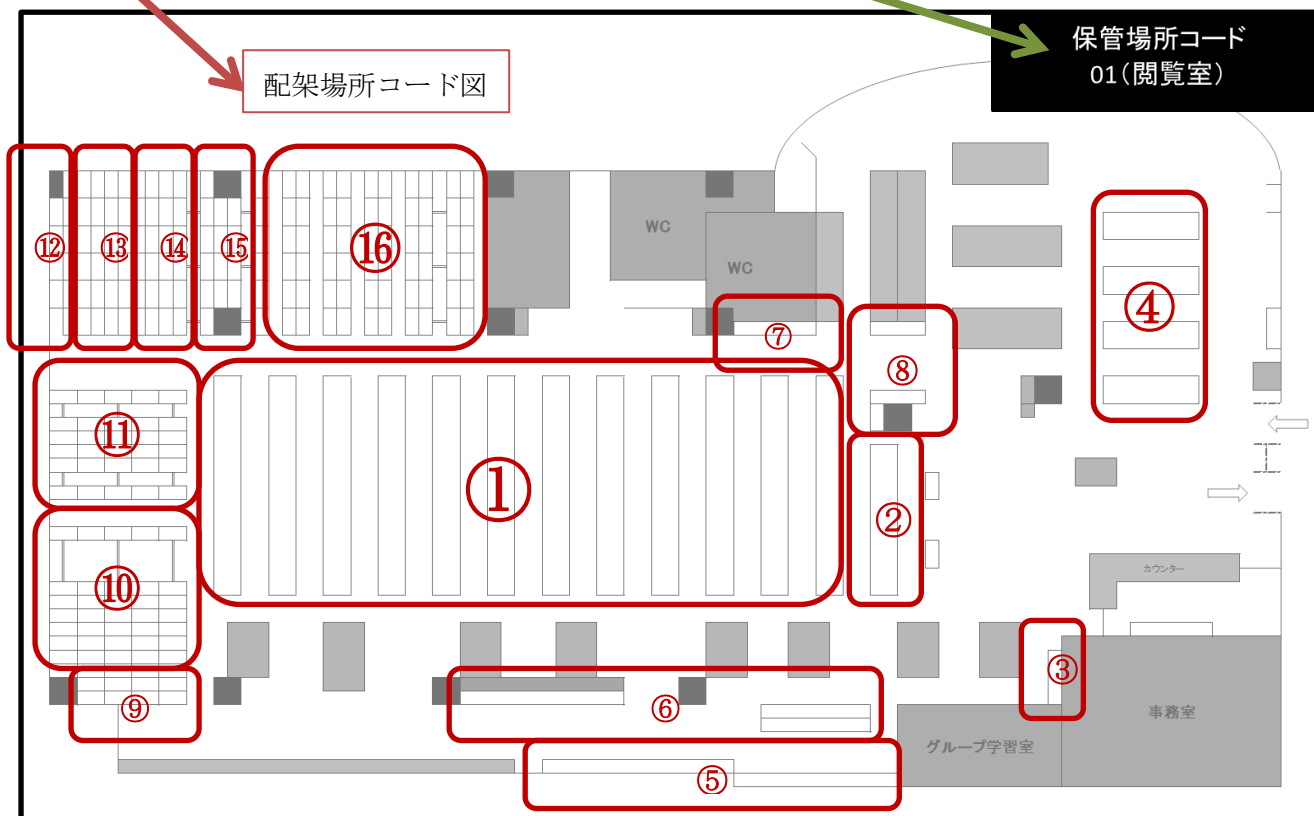 配架場所コード図
保管場所コード
01(閲覧室)
⑫
⑬
⑭
⑮
⑯
WC
WC
⑦
⑧
④
⑪
①
②
⑩
カウンター
③
⑨
⑥
事務室
グループ学習室
⑤